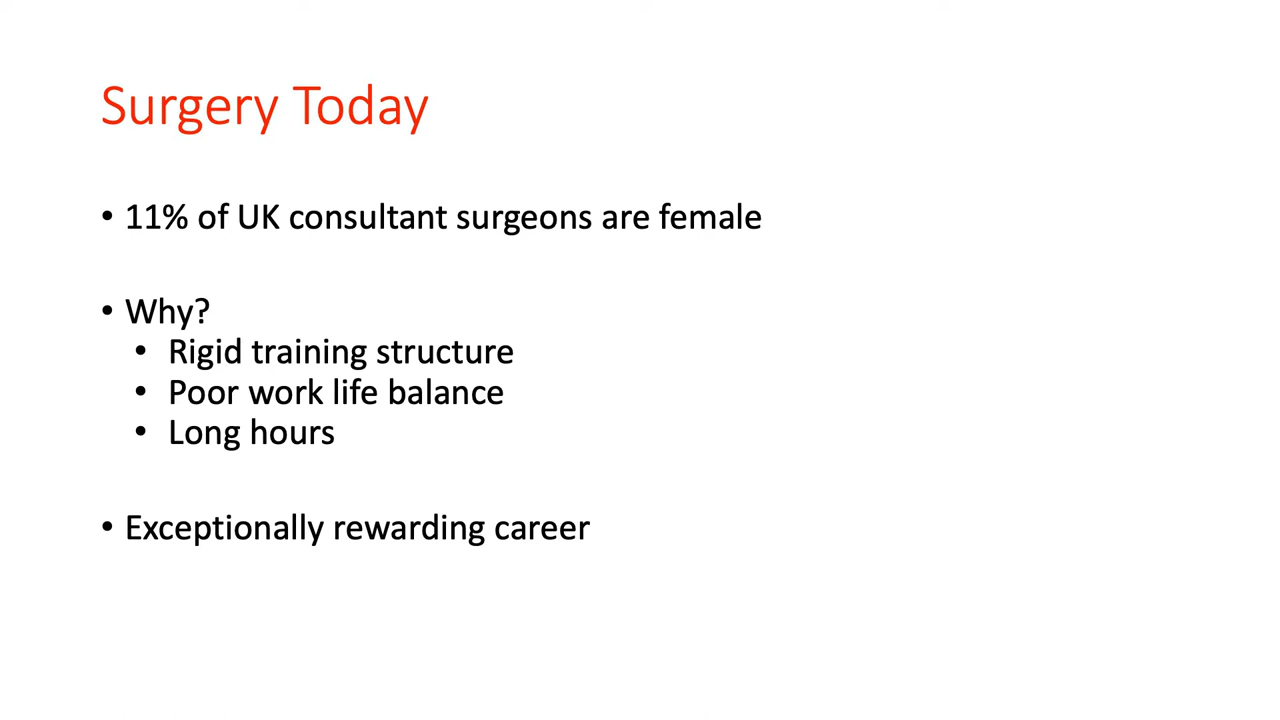 Surgery Today
• 11% of UK consultant surgeons are female
• Why?
• Rigid training structure
• Poor work life balance
• Long hours
• Exceptionally rewarding career